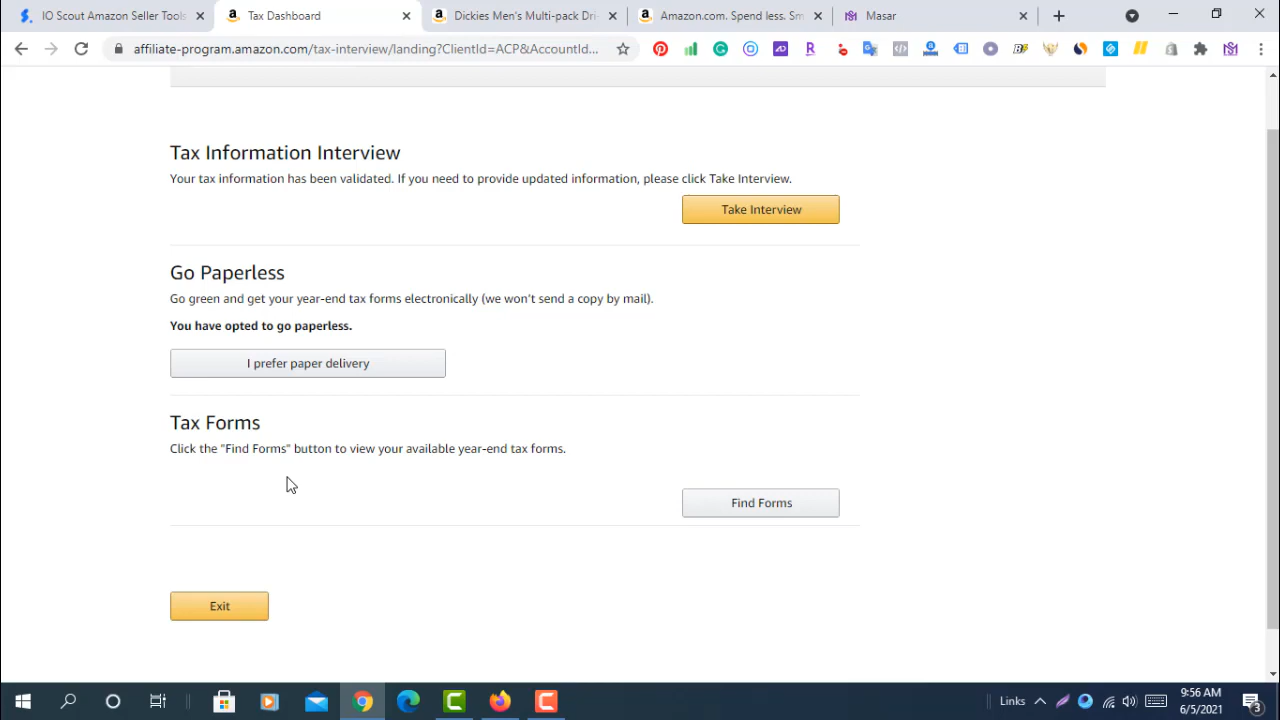 IO Scout Amazon Seller Tools
Tax Dashboard
Dickies Men's Multi-pack Dri-
Amazon.com. Spend less. Sm
Masar
affiliate-program.amazon.com/tax-interview/landing?ClientId=ACP&AccountId...
Tax Information Interview
Your tax information has been validated. If you need to provide updated information, please click Take Interview.
Take Interview
Go Paperless
Go green and get your year-end tax forms electronically (we won't send a copy by mail).
You have opted to go paperless.
I prefer paper delivery
Tax Forms
Click the "Find Forms" button to view your available year-end tax forms.
Find Forms
Exit
Links
9:56 AM
6/5/2021
3